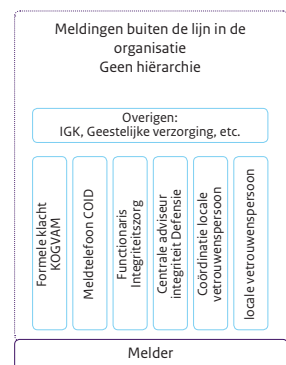 Meldingen buiten de lijn in de
organisatie
Geen hiërarchie
Overigen:
IGK, Geestelijke verzorging, etc.
Formele klacht
KOGVAM
Meldtelefoon COID
Functionaris
Integriteitszorg
Centrale adviseur
integriteit Defensie
Coördinatie locale
vetrouwenspersoon
locale vetrouwenspersoon
Melder